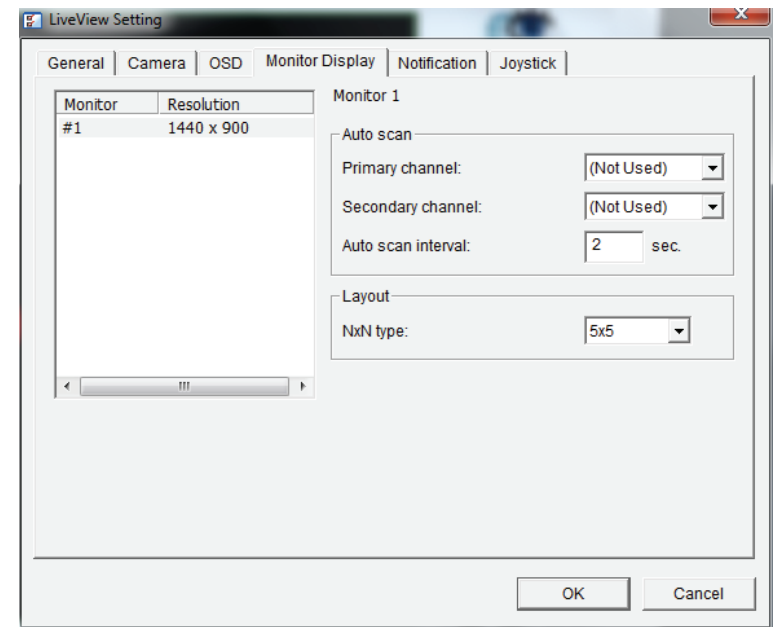 LiveView Setting
X
General Camera OSD Monitor Display Notification Joystick
Monitor Resolution
#1 1440 x 900
Monitor 1
Auto scan
Primary channel: (Not Used)
Secondary channel: (Not Used)
Auto scan interval: 2 sec.
Layout
NxN type: 5x5
OK Cancel